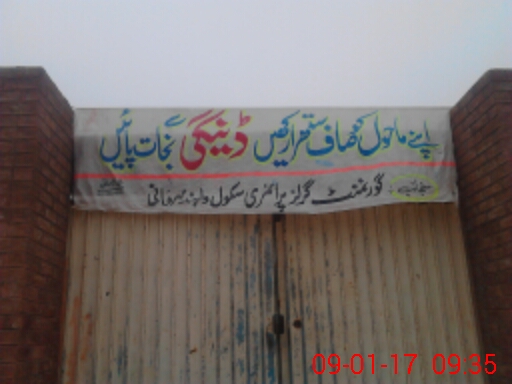 اپنے ماحول کو صاف ستھرا رکھیں ڈینگی سے نجات پائیں
گورنمنٹ گرلز پرائمری سکول
09-01-17 09:35